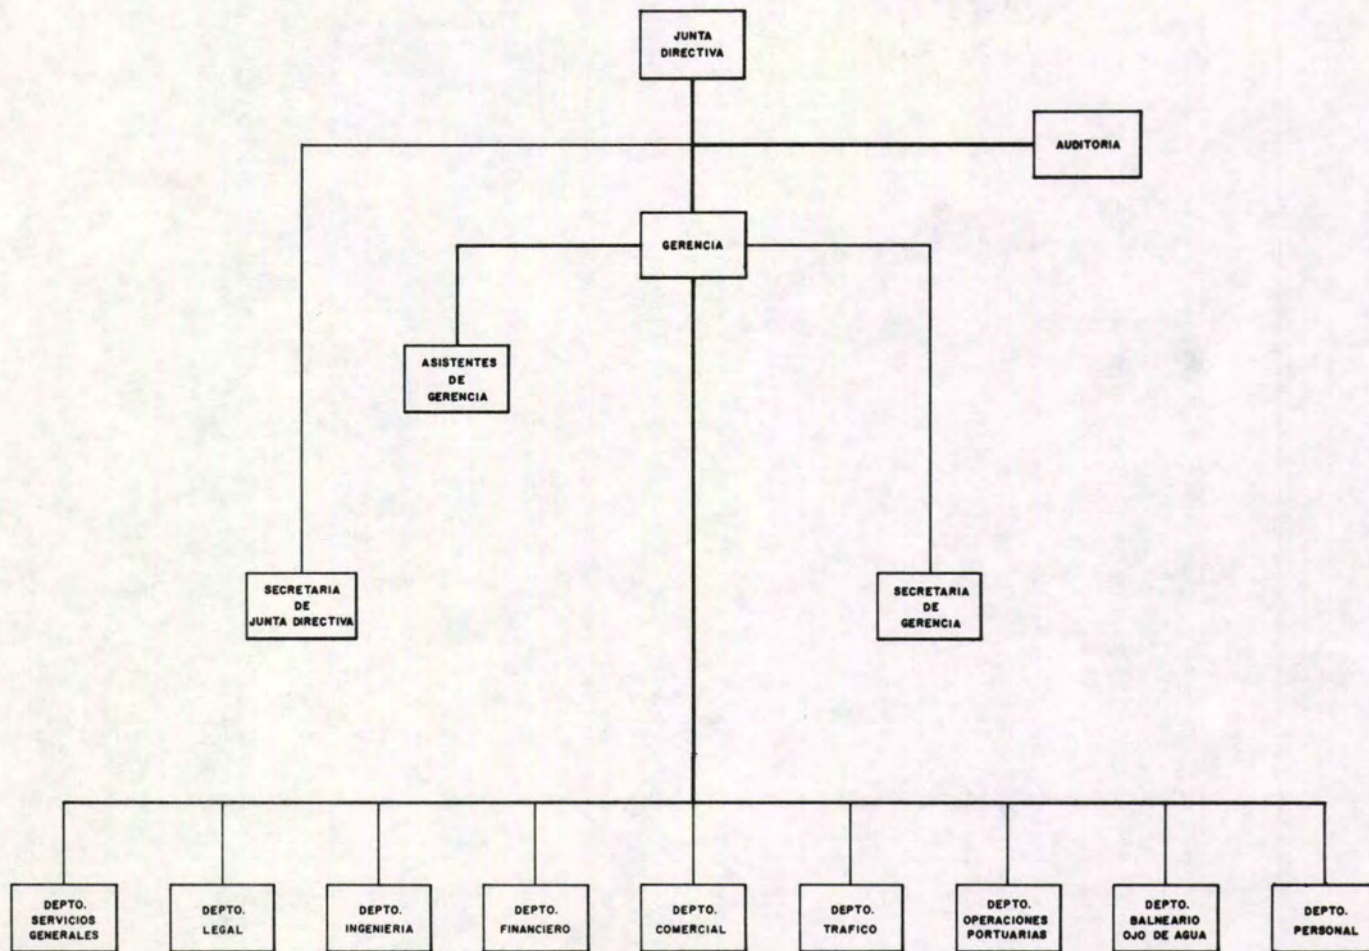 JUNTA
DIRECTIVA
AUDITORIA
GERENCIA
ASISTENTES
DE
GERENCIA
SECRETARIA
DE
JUNTA DIRECTIVA
SECRETARIA
DE
GERENCIA
DEPTO.
SERVICIOS
GENERALES
DEPTO.
LEGAL
DEPTO.
INGENIERIA
DEPTO.
FINANCIERO
DEPTO.
COMERCIAL
DEPTO.
TRAFICO
DEPTO.
OPERACIONES
PORTUARIAS
DEPTO.
BALNEARIO
OJO DE AGUA
DEPTO.
PERSONAL